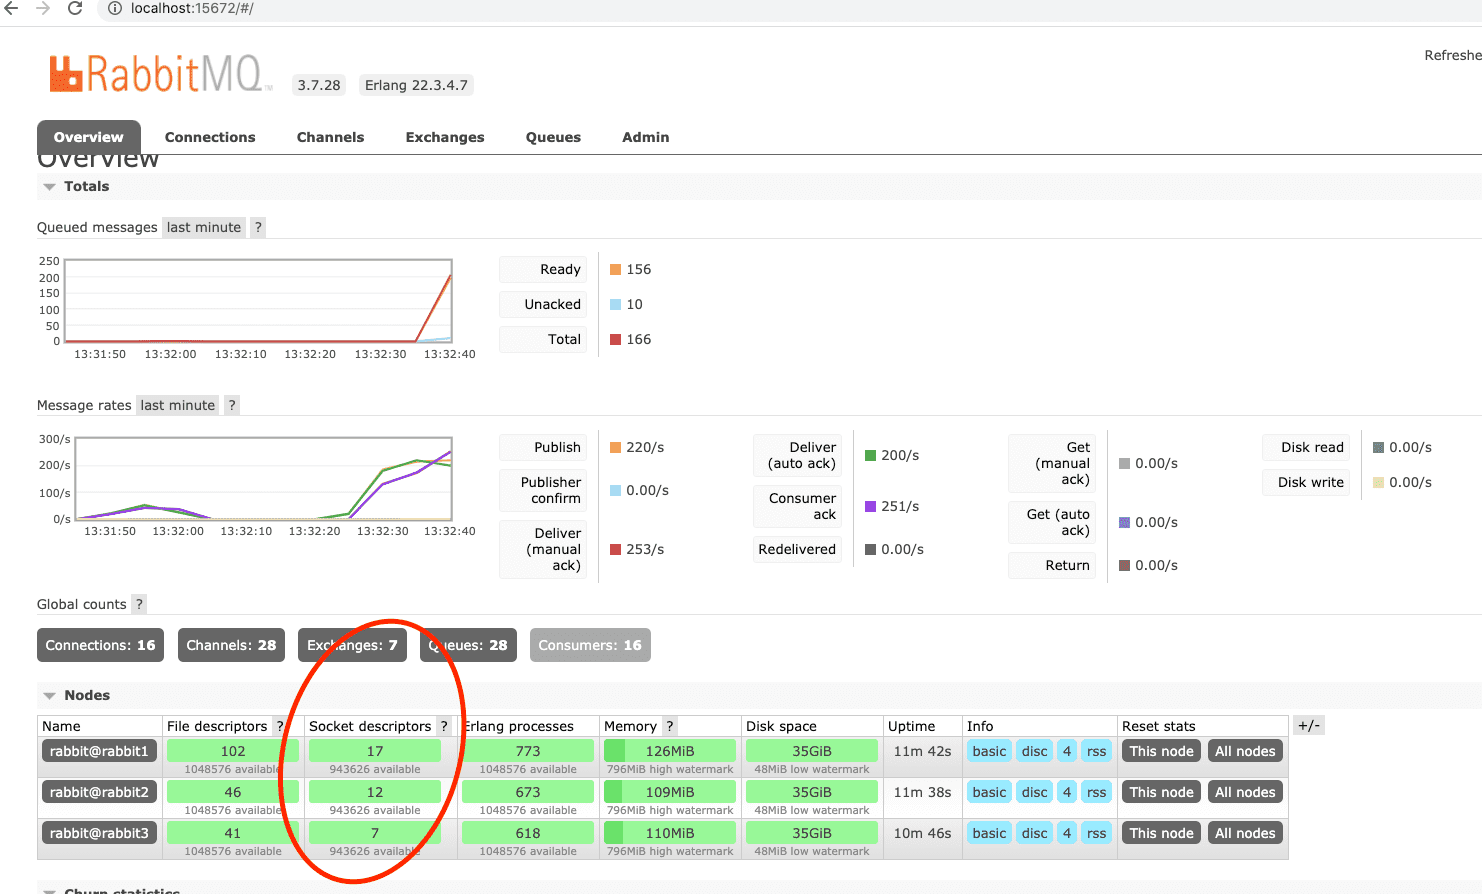 localhost:15672/#/
Refreshe
RabbitMQ TM 3.7.28 Erlang 22.3.4.7
Overview Connections Channels Exchanges Queues Admin
Overview
Totals
Queued messages last minute ?
250
200
150
100
50
0
13:31:50 13:32:00 13:32:10 13:32:20 13:32:30 13:32:40
Ready 156
Unacked 10
Total 166
Message rates last minute ?
300/s
200/s
100/s
0/s
13:31:50 13:32:00 13:32:10 13:32:20 13:32:30 13:32:40
Publish 220/s
Publisher
confirm 0.00/s
Deliver
(manual
ack) 253/s
Deliver
(auto ack) 200/s
Consumer
ack 251/s
Redelivered 0.00/s
Get
(manual
ack) 0.00/s
Get (auto
ack) 0.00/s
Return 0.00/s
Disk read 0.00/s
Disk write 0.00/s
Global counts ?
Connections: 16 Channels: 28 Exchanges: 7 Queues: 28 Consumers: 16
Nodes
Name File descriptors ? Socket descriptors ? Erlang processes Memory ? Disk space Uptime Info Reset stats +/-
rabbit@rabbit1 102 17 773 126MiB 35GiB 11m 42s basic disc 4 rss This node All nodes
1048576 available 943626 available 1048576 available 796MiB high watermark 48MiB low watermark
rabbit@rabbit2 46 12 673 109MiB 35GiB 11m 38s basic disc 4 rss This node All nodes
1048576 available 943626 available 1048576 available 796MiB high watermark 48MiB low watermark
rabbit@rabbit3 41 7 618 110MiB 35GiB 10m 46s basic disc 4 rss This node All nodes
1048576 available 943626 available 1048576 available 796MiB high watermark 48MiB low watermark
Churn statistics